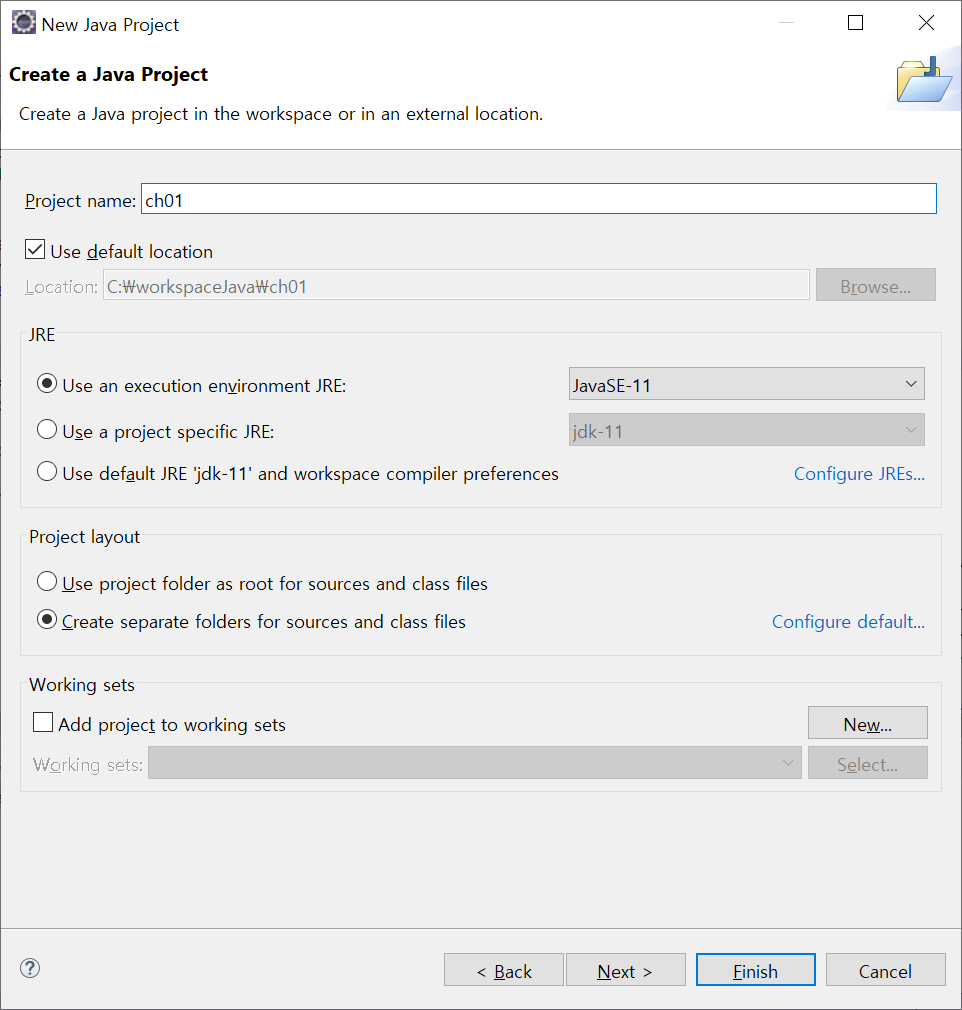 New Java Project
Create a Java Project
Create a Java project in the workspace or in an external location.
Project name: ch01
Use default location
Location: C:₩workspaceJava₩ch01 Browse...
JRE
Use an execution environment JRE: JavaSE-11
Use a project specific JRE: jdk-11
Use default JRE 'jdk-11' and workspace compiler preferences Configure JREs...
Project layout
Use project folder as root for sources and class files
Create separate folders for sources and class files Configure default...
Working sets
Add project to working sets New...
Working sets: Select...
? < Back Next > Finish Cancel